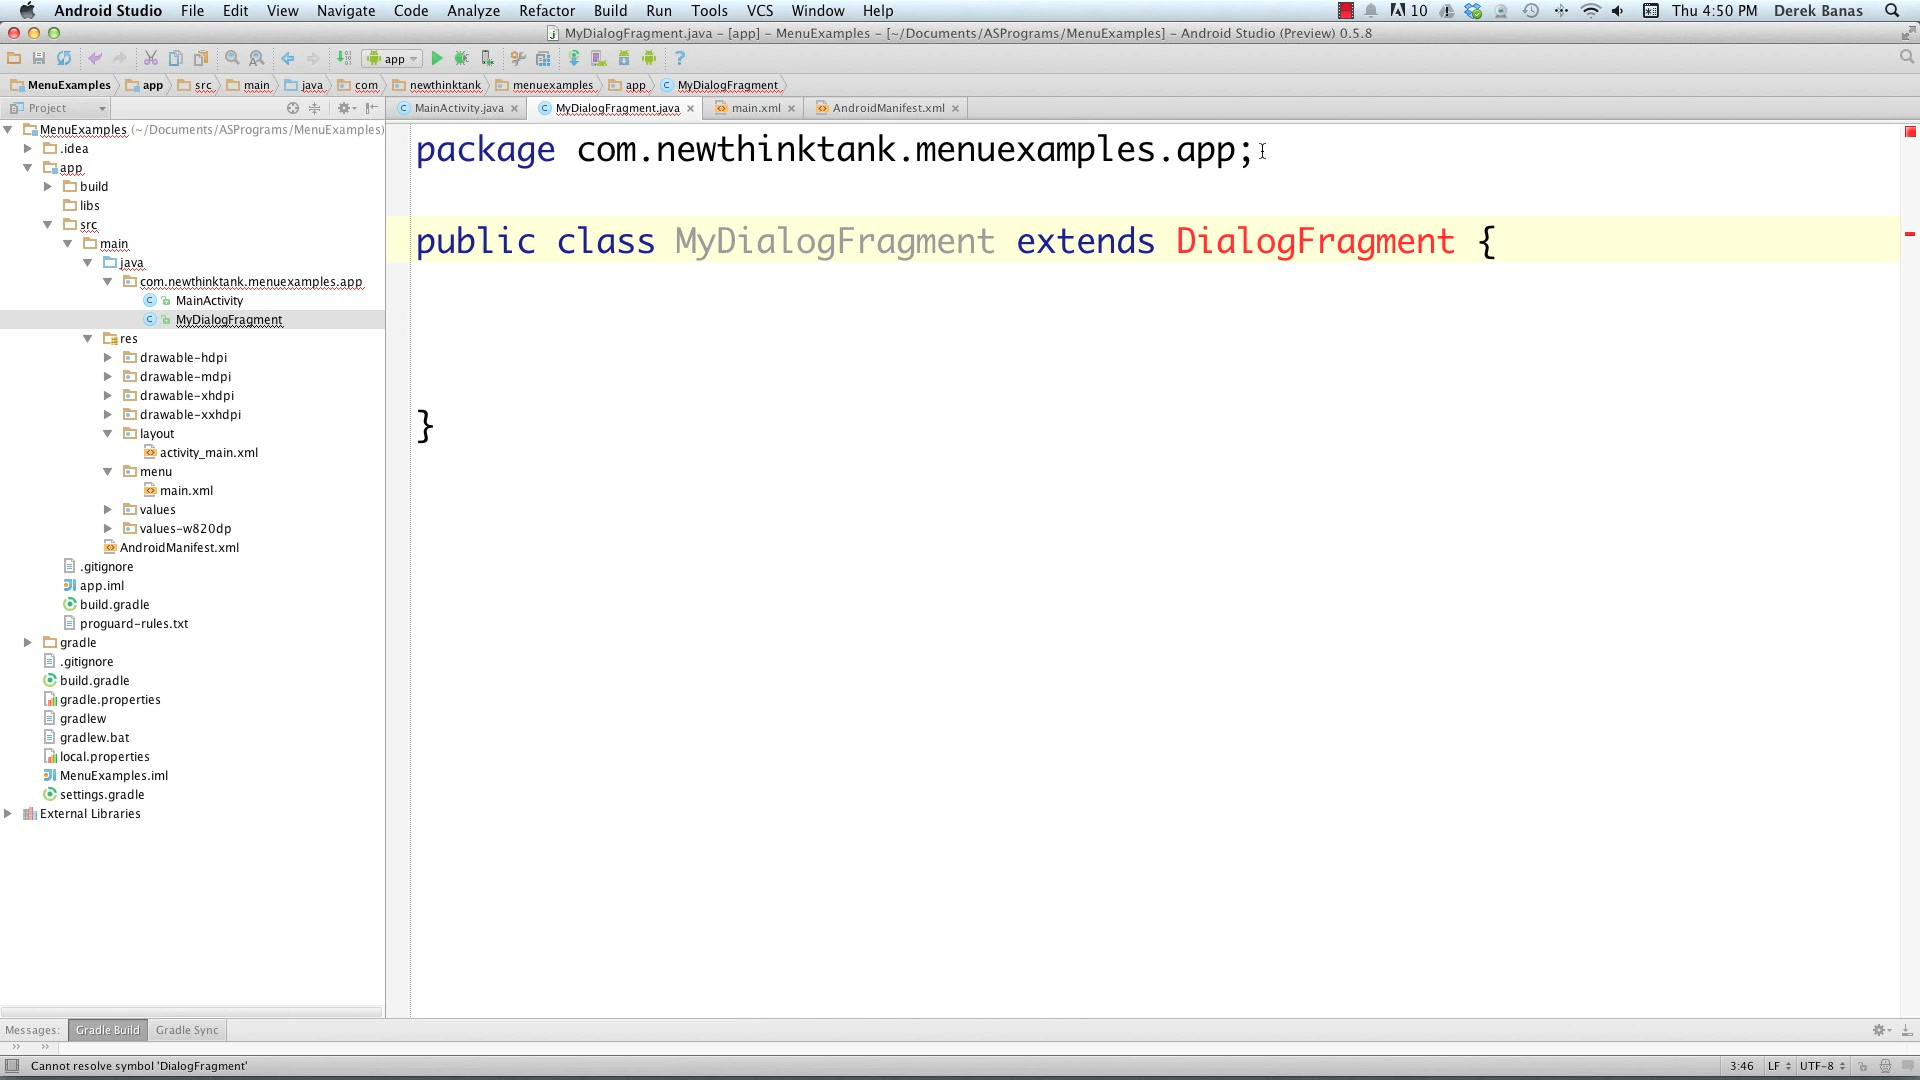 Android Studio File Edit View Navigate Code Analyze Refactor Build Run Tools VCS Window Help 10 Thu 4:50 PM Derek Banas
MyDialogFragment.java – [app] – MenuExamples – [~/Documents/ASPrograms/MenuExamples] – Android Studio (Preview) 0.5.8
app
MenuExamples app src main java com newthinktank menuexamples app MyDialogFragment
Project
MainActivity.java MyDialogFragment.java main.xml AndroidManifest.xml
MenuExamples (~/Documents/ASPrograms/MenuExamples)
.idea
app
build
libs
src
main
java
com.newthinktank.menuexamples.app
MainActivity
MyDialogFragment
res
drawable-hdpi
drawable-mdpi
drawable-xhdpi
drawable-xxhdpi
layout
activity_main.xml
menu
main.xml
values
values-w820dp
AndroidManifest.xml
.gitignore
app.iml
build.gradle
proguard-rules.txt
gradle
.gitignore
build.gradle
gradle.properties
gradlew
gradlew.bat
local.properties
MenuExamples.iml
settings.gradle
External Libraries
package com.newthinktank.menuexamples.app;
public class MyDialogFragment extends DialogFragment {
}
Messages: Gradle Build Gradle Sync
Cannot resolve symbol 'DialogFragment' 3:46 LF UTF-8